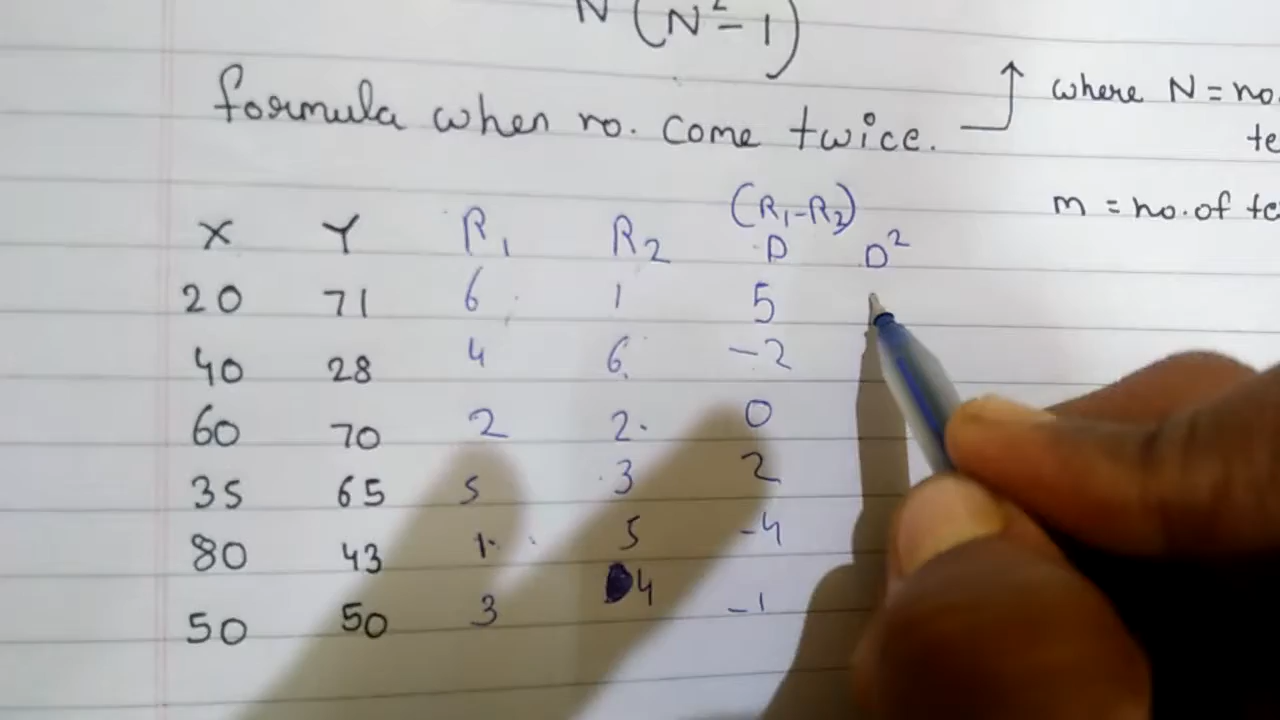 N (N²-1)
formula when no. come twice.
where N = no.
m = no. of
(R₁-R₂)
X Y R₁ R₂ D D²
20 71 6 1 5
40 28 4 6 -2
60 70 2 2 0
35 65 5 3 2
80 43 1 5 -4
50 50 3 4 -1